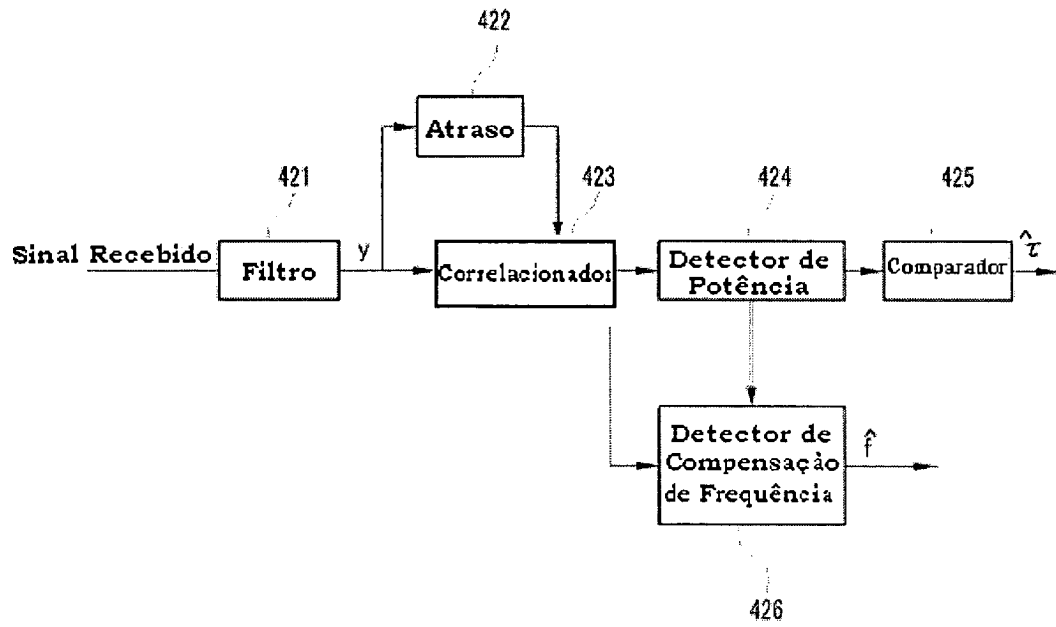 422
Atraso
421
423
424
425
Sinal Recebido
Filtro
y
Correlacionador
Detector de
Potência
Comparador
τ̂
Detector de
Compensação
de Frequência
f̂
426